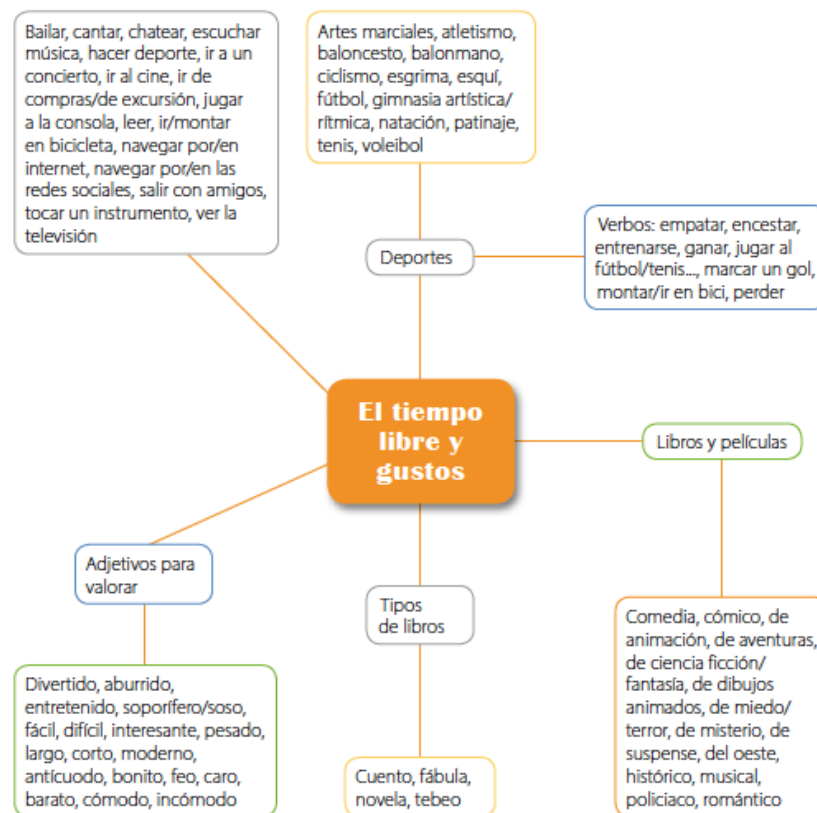 Bailar, cantar, chatear, escuchar
música, hacer deporte, ir a un
concierto, ir al cine, ir de
compras/de excursión, jugar
a la consola, leer, ir/montar
en bicicleta, navegar por/en
internet, navegar por/en las
redes sociales, salir con amigos,
tocar un instrumento, ver la
televisión
Artes marciales, atletismo,
baloncesto, balonmano,
ciclismo, esgrima, esquí,
fútbol, gimnasia artística/
rítmica, natación, patinaje,
tenis, voleibol
Deportes
Verbos: empatar, encestar,
entrenarse, ganar, jugar al
fútbol/tenis..., marcar un gol,
montar/ir en bici, perder
El tiempo
libre y
gustos
Libros y películas
Adjetivos para
valorar
Tipos
de libros
Divertido, aburrido,
entretenido, soporífero/soso,
fácil, difícil, interesante, pesado,
largo, corto, moderno,
antícuodo, bonito, feo, caro,
barato, cómodo, incómodo
Cuento, fábula,
novela, tebeo
Comedia, cómico, de
animación, de aventuras,
de ciencia ficción/
fantasía, de dibujos
animados, de miedo/
terror, de misterio, de
suspense, del oeste,
histórico, musical,
policiaco, romántico